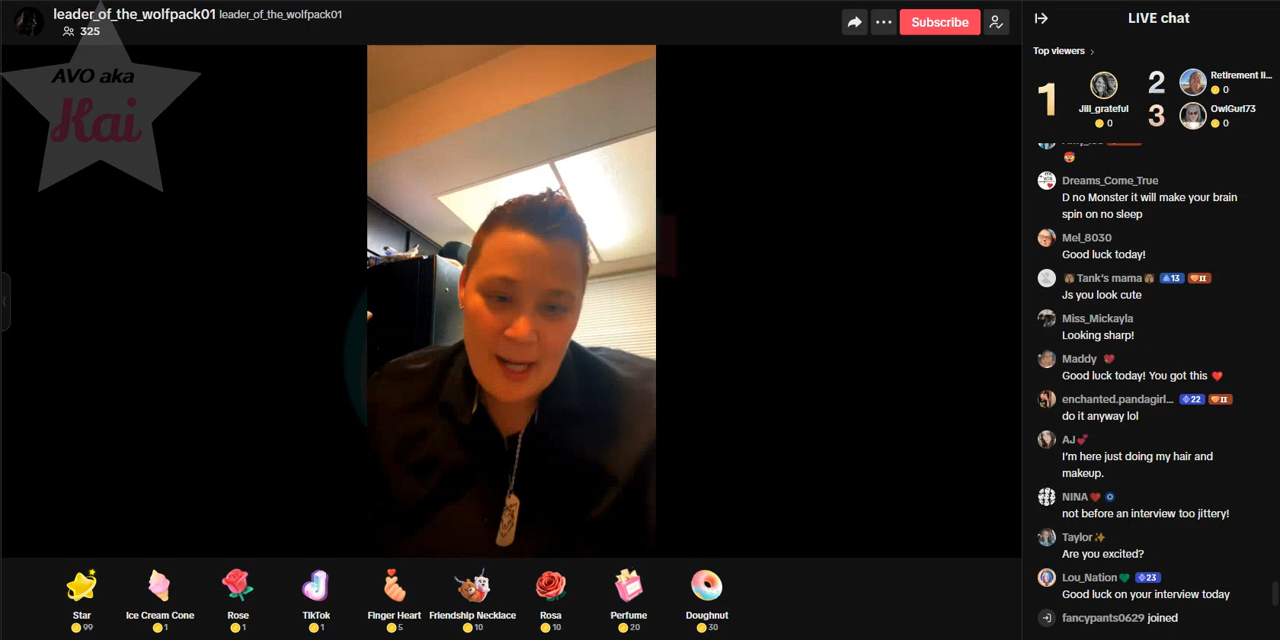 leader_of_the_wolfpack01 leader_of_the_wolfpack01
325
AVO aka
Kai
Subscribe
LIVE chat
Top viewers
1
Jill_grateful
0
2
Retirement li...
0
3
OwlGurl73
0
Dreams_Come_True
D no Monster it will make your brain
spin on no sleep
Mel_8030
Good luck today!
Tank's mama 13 II
Js you look cute
Miss_Mickayla
Looking sharp!
Maddy
Good luck today! You got this ❤️
enchanted.pandagirl... 22 II
do it anyway lol
AJ💕
I'm here just doing my hair and
makeup.
NINA❤️
not before an interview too jittery!
Taylor✨
Are you excited?
Lou_Nation💚 23
Good luck on your interview today
fancypants0629 joined
Star
99
Ice Cream Cone
1
Rose
1
TikTok
1
Finger Heart
5
Friendship Necklace
10
Rosa
10
Perfume
20
Doughnut
30